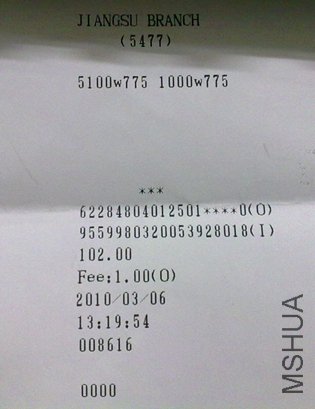 JIANGSU BRANCH
(5477)
5100w775 1000w775
***
62284804012501****0(O)
9559980320053928018(I)
102.00
Fee:1.00(O)
2010/03/06
13:19:54
008616
0000
MSHUA